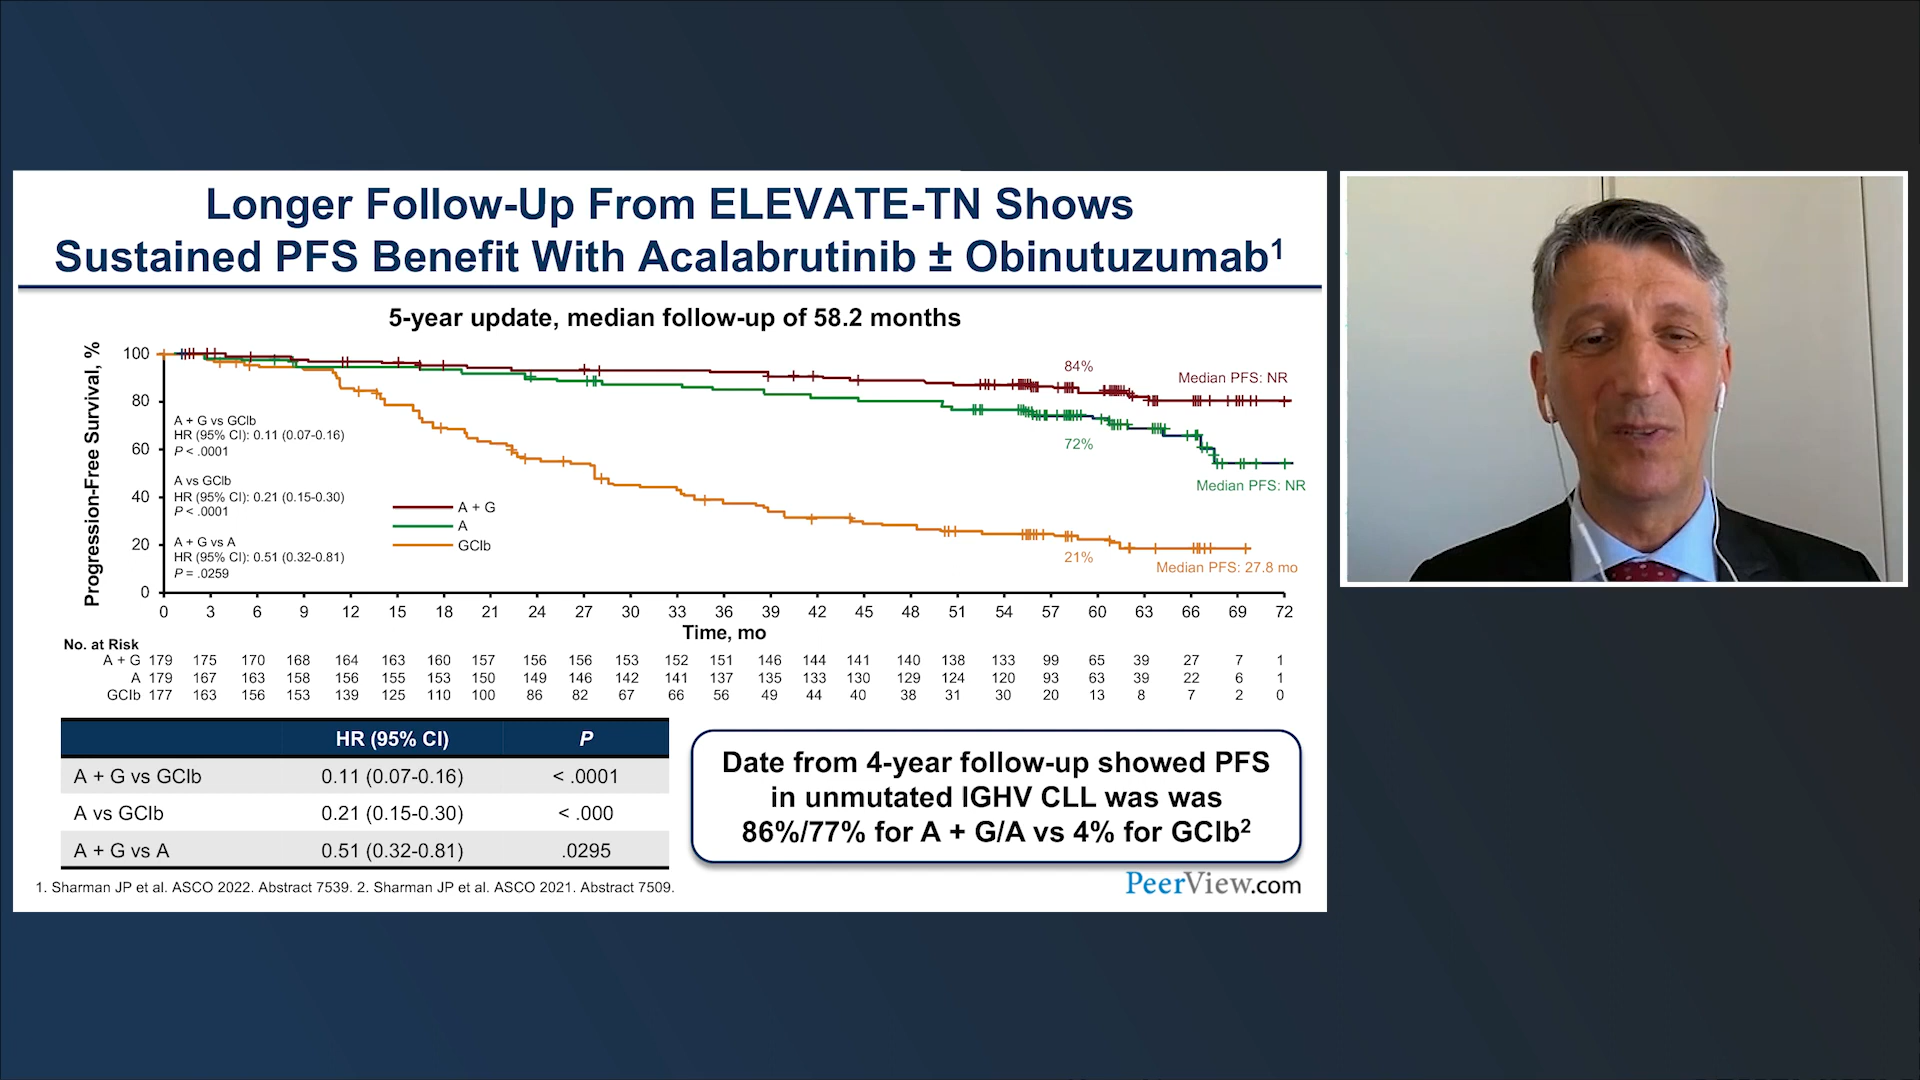 Longer Follow-Up From ELEVATE-TN Shows
Sustained PFS Benefit With Acalabrutinib ± Obinutuzumab¹
5-year update, median follow-up of 58.2 months
Progression-Free Survival, %
100
80
60
40
20
0
A + G vs GClb
HR (95% CI): 0.11 (0.07-0.16)
P < .0001
A vs GClb
HR (95% CI): 0.21 (0.15-0.30)
P < .0001
A + G vs A
HR (95% CI): 0.51 (0.32-0.81)
P = .0259
A + G
A
GClb
84%
Median PFS: NR
72%
Median PFS: NR
21%
Median PFS: 27.8 mo
0 3 6 9 12 15 18 21 24 27 30 33 36 39 42 45 48 51 54 57 60 63 66 69 72
Time, mo
No. at Risk
A + G 179 175 170 168 164 163 160 157 156 156 153 152 151 146 144 141 140 138 133 99 65 39 27 7 1
A 179 167 163 158 156 155 153 150 149 146 142 141 137 135 133 130 129 124 120 93 63 39 22 6 1
GClb 177 163 156 153 139 125 110 100 86 82 67 66 56 49 44 40 38 31 30 20 13 8 7 2 0
HR (95% CI) P
A + G vs GClb 0.11 (0.07-0.16) < .0001
A vs GClb 0.21 (0.15-0.30) < .000
A + G vs A 0.51 (0.32-0.81) .0295
Date from 4-year follow-up showed PFS
in unmutated IGHV CLL was was
86%/77% for A + G/A vs 4% for GClb²
1. Sharman JP et al. ASCO 2022. Abstract 7539. 2. Sharman JP et al. ASCO 2021. Abstract 7509.
PeerView.com